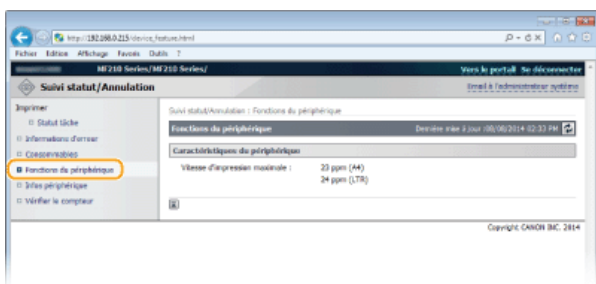 http://192.168.0.215/device_feature.html
Fichier Edition Affichage Favoris Outils ?
MF210 Series/MF210 Series/
Vers le portail Se déconnecter
Suivi statut/Annulation
Email à l'administrateur système
Imprimer
Statut tâche
Informations d'erreur
Consommables
Fonctions du périphérique
Infos périphérique
Vérifier le compteur
Suivi statut/Annulation : Fonctions du périphérique
Fonctions du périphérique
Dernière mise à jour :08/08/2014 02:33 PM
Caractéristiques du périphérique
Vitesse d'impression maximale : 23 ppm (A4)
24 ppm (LTR)
Copyright CANON INC. 2014